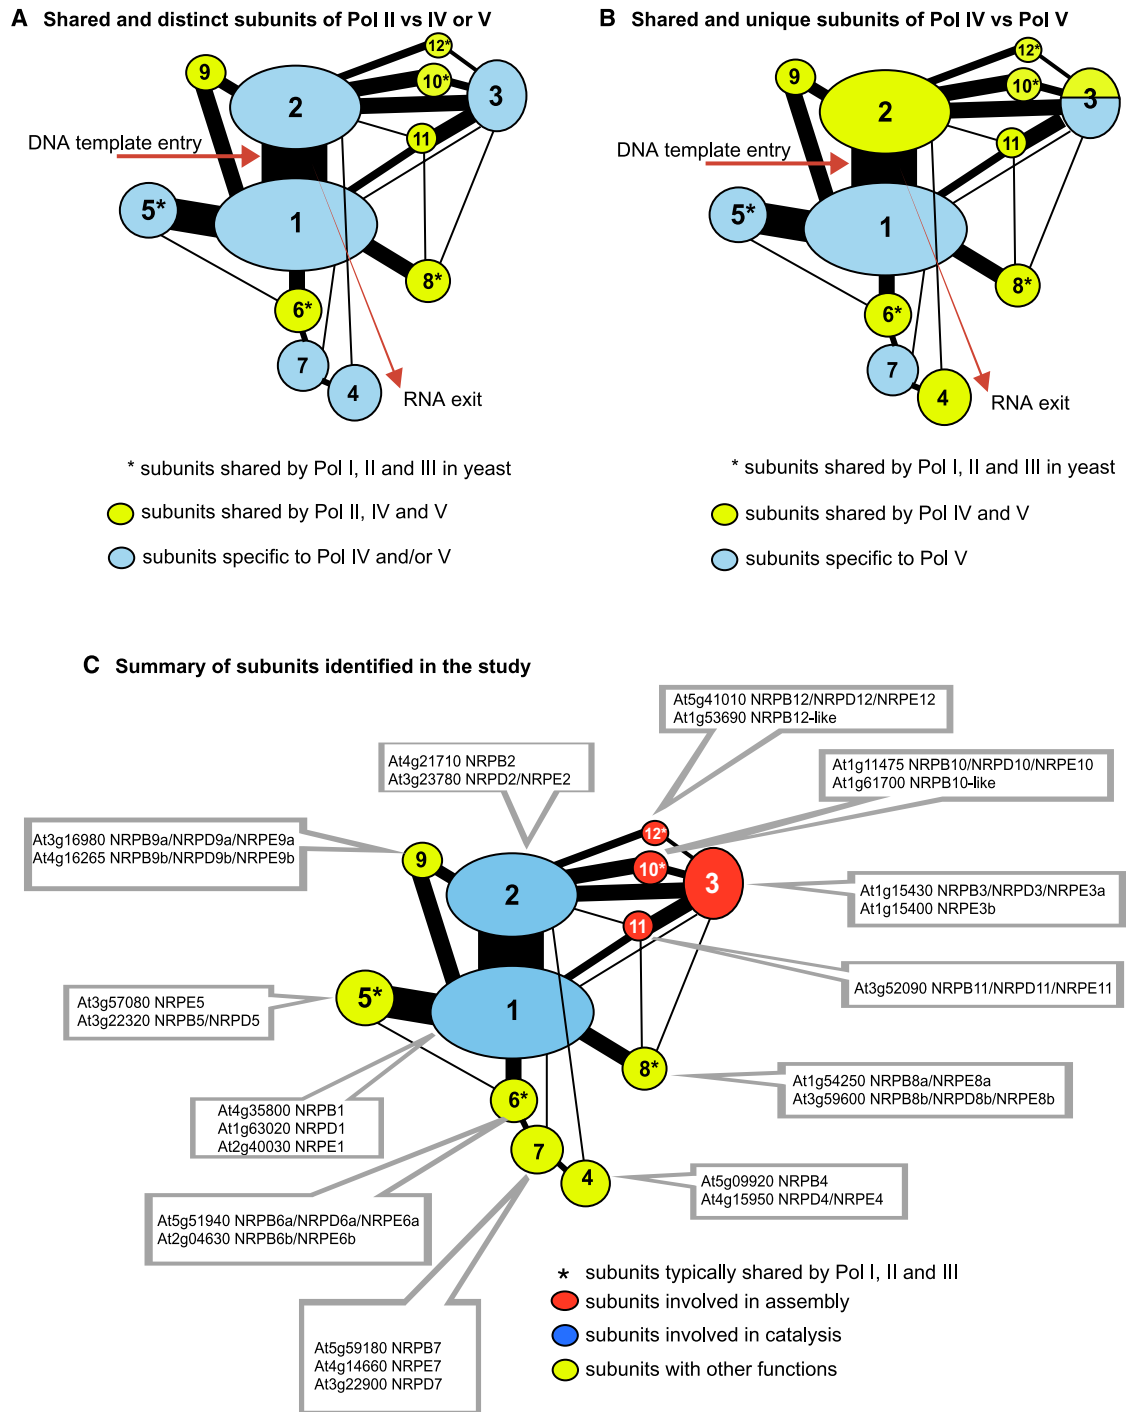 A Shared and distinct subunits of Pol II vs IV or V
12*
9
10*
3
2
11
DNA template entry
5*
1
8*
6*
7
4
RNA exit
* subunits shared by Pol I, II and III in yeast
subunits shared by Pol II, IV and V
subunits specific to Pol IV and/or V
B Shared and unique subunits of Pol IV vs Pol V
12*
9
10*
3
2
11
DNA template entry
5*
1
8*
6*
7
4
RNA exit
* subunits shared by Pol I, II and III in yeast
subunits shared by Pol IV and V
subunits specific to Pol V
C Summary of subunits identified in the study
At5g41010 NRPB12/NRPD12/NRPE12
At1g53690 NRPB12-like
At4g21710 NRPB2
At3g23780 NRPD2/NRPE2
At1g11475 NRPB10/NRPD10/NRPE10
At1g61700 NRPB10-like
At3g16980 NRPB9a/NRPD9a/NRPE9a
At4g16265 NRPB9b/NRPD9b/NRPE9b
12*
9
10*
3
2
11
At1g15430 NRPB3/NRPD3/NRPE3a
At1g15400 NRPE3b
At3g52090 NRPB11/NRPD11/NRPE11
At3g57080 NRPE5
At3g22320 NRPB5/NRPD5
5*
1
8*
At1g54250 NRPB8a/NRPE8a
At3g59600 NRPB8b/NRPD8b/NRPE8b
At4g35800 NRPB1
At1g63020 NRPD1
At2g40030 NRPE1
6*
7
4
At5g09920 NRPB4
At4g15950 NRPD4/NRPE4
At5g51940 NRPB6a/NRPD6a/NRPE6a
At2g04630 NRPB6b/NRPE6b
At5g59180 NRPB7
At4g14660 NRPE7
At3g22900 NRPD7
* subunits typically shared by Pol I, II and III
subunits involved in assembly
subunits involved in catalysis
subunits with other functions